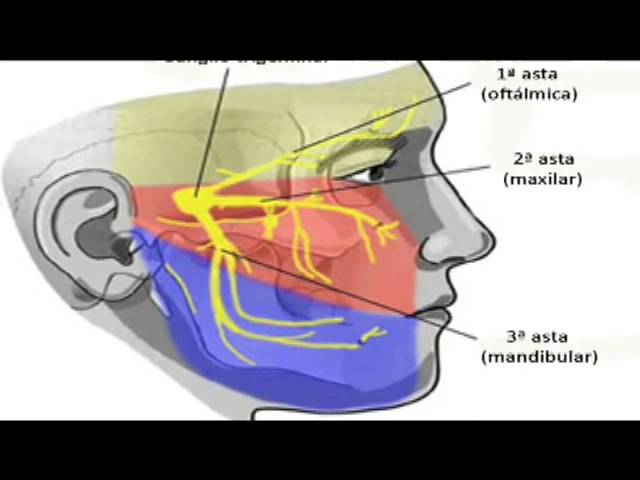 1ª asta
(oftálmica)
2ª asta
(maxilar)
3ª asta
(mandibular)